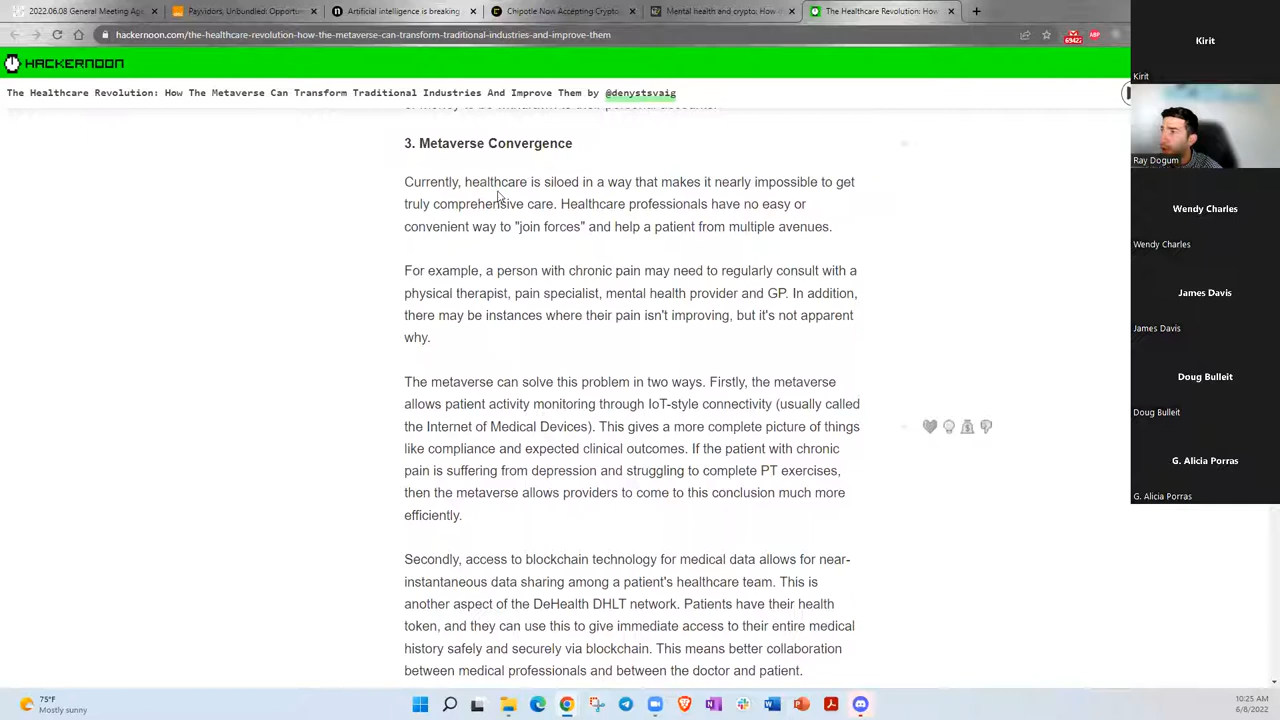 2022.06.08 General Meeting Age
Payvidors, Unbundled: Opportun
Artificial intelligence is breaking
Chipotle Now Accepting Crypto
Mental health and crypto; How
The Healthcare Revolution: How
hackernoon.com/the-healthcare-revolution-how-the-metaverse-can-transform-traditional-industries-and-improve-them
69422
ABP
HACKERNOON
The Healthcare Revolution: How The Metaverse Can Transform Traditional Industries And Improve Them by @denystsvaig
3. Metaverse Convergence
Currently, healthcare is siloed in a way that makes it nearly impossible to get
truly comprehensive care. Healthcare professionals have no easy or
convenient way to "join forces" and help a patient from multiple avenues.
For example, a person with chronic pain may need to regularly consult with a
physical therapist, pain specialist, mental health provider and GP. In addition,
there may be instances where their pain isn't improving, but it's not apparent
why.
The metaverse can solve this problem in two ways. Firstly, the metaverse
allows patient activity monitoring through IoT-style connectivity (usually called
the Internet of Medical Devices). This gives a more complete picture of things
like compliance and expected clinical outcomes. If the patient with chronic
pain is suffering from depression and struggling to complete PT exercises,
then the metaverse allows providers to come to this conclusion much more
efficiently.
Secondly, access to blockchain technology for medical data allows for near-
instantaneous data sharing among a patient's healthcare team. This is
another aspect of the DeHealth DHLT network. Patients have their health
token, and they can use this to give immediate access to their entire medical
history safely and securely via blockchain. This means better collaboration
between medical professionals and between the doctor and patient.
Kirit
Kirit
Ray Dogum
Wendy Charles
Wendy Charles
James Davis
James Davis
Doug Bulleit
Doug Bulleit
G. Alicia Porras
G. Alicia Porras
75°F
Mostly sunny
10:25 AM
6/8/2022